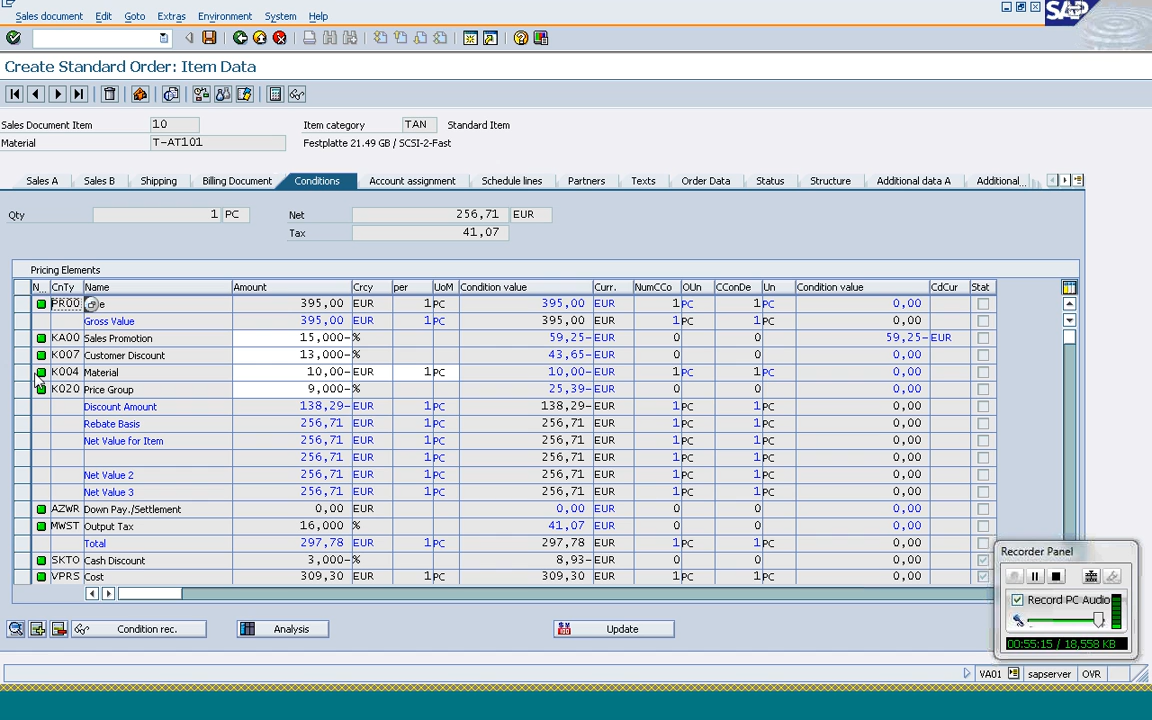 Sales document Edit Goto Extras Environment System Help
SAP
Create Standard Order: Item Data
Sales Document Item 10 Item category TAN Standard Item
Material T-AT101 Festplatte 21.49 GB / SCSI-2-Fast
Sales A Sales B Shipping Billing Document Conditions Account assignment Schedule lines Partners Texts Order Data Status Structure Additional data A Additional...
Qty 1 PC Net 256,71 EUR
Tax 41,07
Pricing Elements
N... CnTy Name Amount Crcy per UoM Condition value Curr. NumCCo OUn CConDe Un Condition value CdCur Stat
PR00 e 395,00 EUR 1 PC 395,00 EUR 1 PC 1 PC 0,00
Gross Value 395,00 EUR 1 PC 395,00 EUR 1 PC 1 PC 0,00
KA00 Sales Promotion 15,000- % 59,25- EUR 0 0 59,25- EUR
K007 Customer Discount 13,000- % 43,65- EUR 0 0 0,00
K004 Material 10,00- EUR 1 PC 10,00- EUR 1 PC 1 PC 0,00
K020 Price Group 9,000- % 25,39- EUR 0 0 0,00
Discount Amount 138,29- EUR 1 PC 138,29- EUR 1 PC 1 PC 0,00
Rebate Basis 256,71 EUR 1 PC 256,71 EUR 1 PC 1 PC 0,00
Net Value for Item 256,71 EUR 1 PC 256,71 EUR 1 PC 1 PC 0,00
256,71 EUR 1 PC 256,71 EUR 1 PC 1 PC 0,00
Net Value 2 256,71 EUR 1 PC 256,71 EUR 1 PC 1 PC 0,00
Net Value 3 256,71 EUR 1 PC 256,71 EUR 1 PC 1 PC 0,00
AZWR Down Pay./Settlement 0,00 EUR 0,00 EUR 0 0 0,00
MWST Output Tax 16,000 % 41,07 EUR 0 0 0,00
Total 297,78 EUR 1 PC 297,78 EUR 1 PC 1 PC 0,00
SKTO Cash Discount 3,000- % 8,93- EUR 0 0 0,00
VPRS Cost 309,30 EUR 1 PC 309,30 EUR 1 PC 1 PC 0,00
Condition rec. Analysis Update
Recorder Panel
Record PC Audio
00:55:15 / 18,558 KB
VA01 sapserver OVR